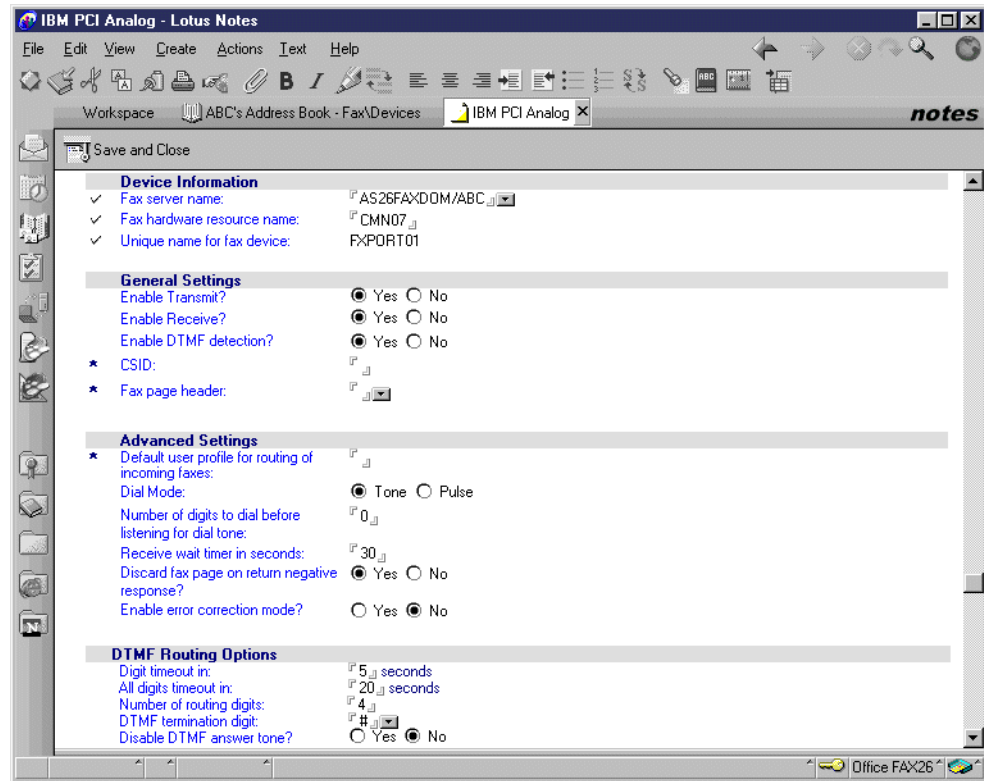 IBM PCI Analog - Lotus Notes
File Edit View Create Actions Text Help
B I
ABC
Workspace ABC's Address Book - Fax\Devices IBM PCI Analog notes
Save and Close
Device Information
Fax server name: AS26FAXDOM/ABC
Fax hardware resource name: CMN07
Unique name for fax device: FXPORT01
General Settings
Enable Transmit? Yes No
Enable Receive? Yes No
Enable DTMF detection? Yes No
* CSID:
* Fax page header:
Advanced Settings
* Default user profile for routing of
incoming faxes:
Dial Mode: Tone Pulse
Number of digits to dial before 0
listening for dial tone:
Receive wait timer in seconds: 30
Discard fax page on return negative Yes No
response?
Enable error correction mode? Yes No
DTMF Routing Options
Digit timeout in: 5 seconds
All digits timeout in: 20 seconds
Number of routing digits: 4
DTMF termination digit: #
Disable DTMF answer tone? Yes No
N
Office FAX26